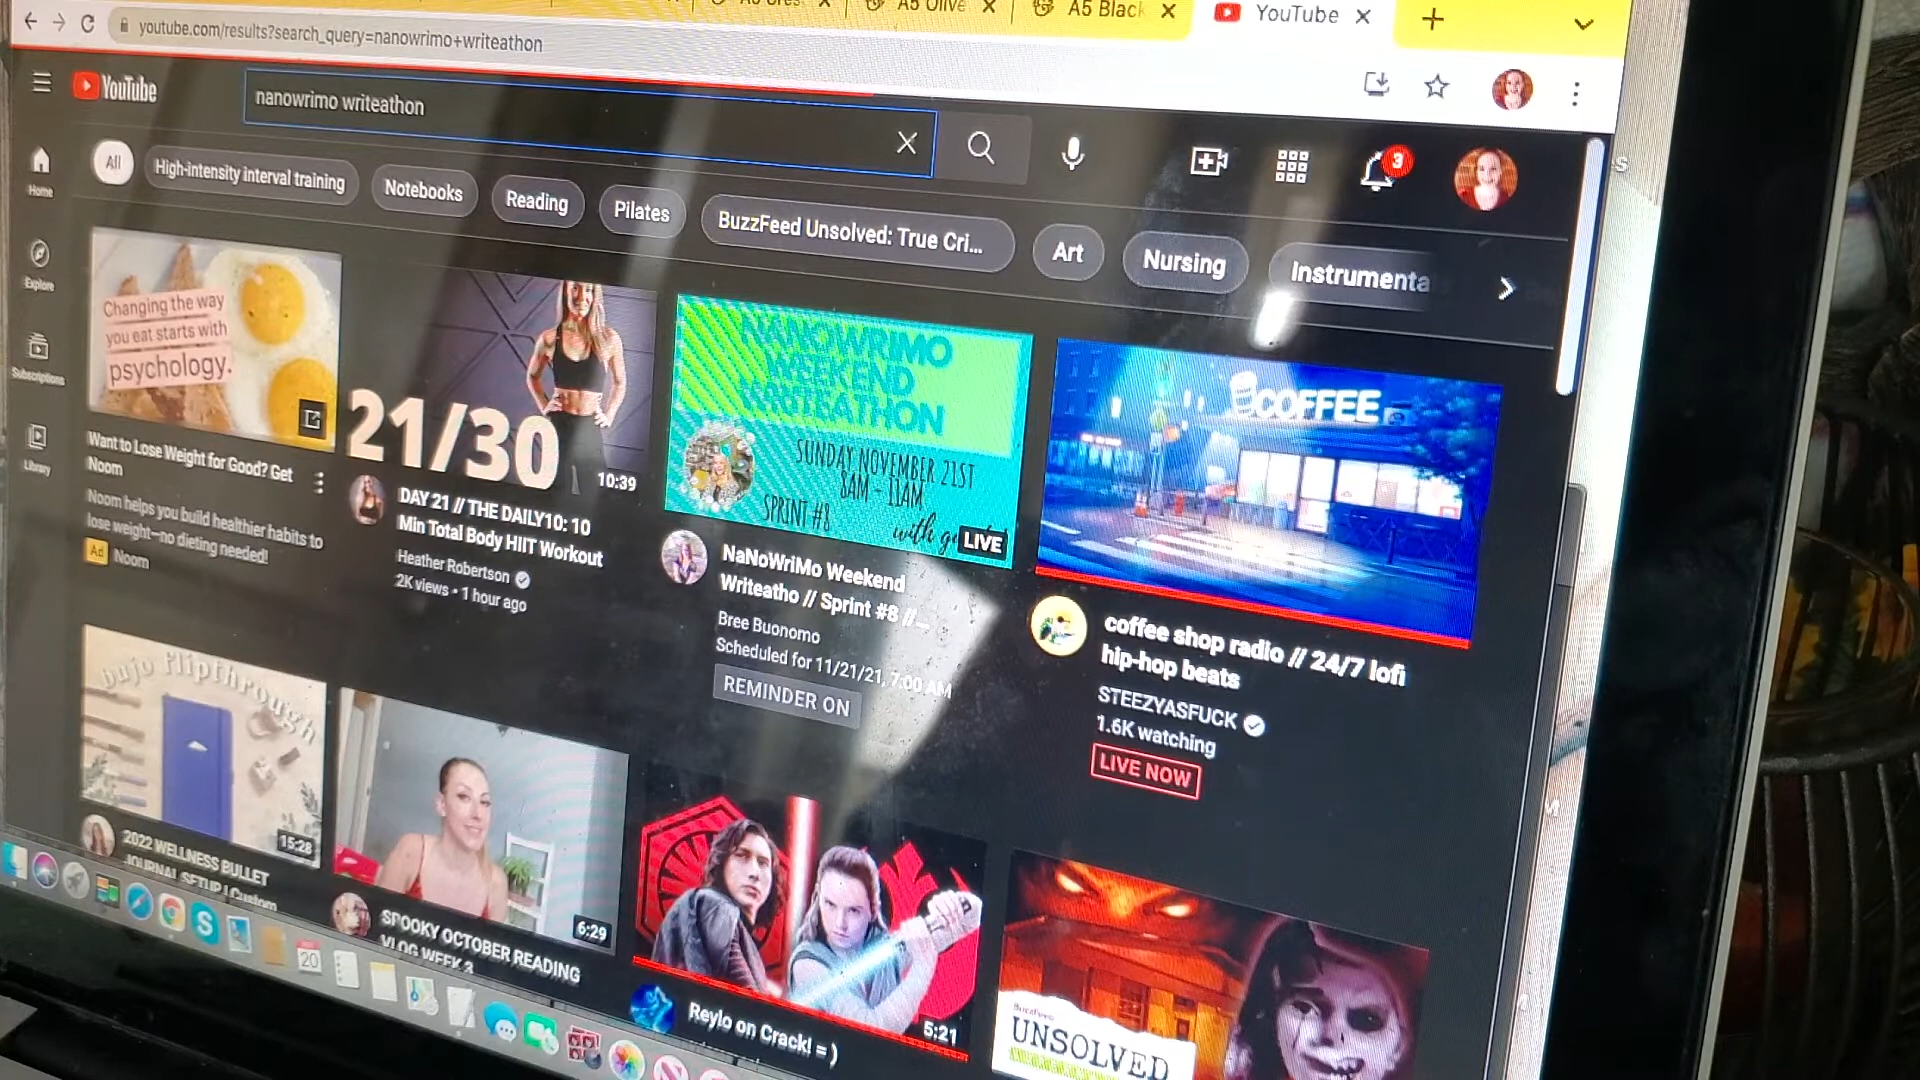 A5 Olive
A5 Black
YouTube
youtube.com/results?search_query=nanowrimo+writeathon
YouTube
nanowrimo writeathon
3
All
High-intensity interval training
Notebooks
Reading
Pilates
BuzzFeed Unsolved: True Cri...
Art
Nursing
Instrumenta
Home
Explore
Subscriptions
Library
Changing the way
you eat starts with
psychology.
Want to Lose Weight for Good? Get
Noom
Noom helps you build healthier habits to
lose weight—no dieting needed!
Ad Noom
21/30
10:39
DAY 21 // THE DAILY10: 10
Min Total Body HIIT Workout
Heather Robertson
2K views • 1 hour ago
NANOWRIMO
WEEKEND
WRITEATHON
SUNDAY NOVEMBER 21ST
8AM - 11AM
SPRINT #8
LIVE
NaNoWriMo Weekend
Writeatho // Sprint #8 //...
Bree Buonomo
Scheduled for 11/21/21, 7:00 AM
REMINDER ON
COFFEE
coffee shop radio // 24/7 lofi
hip-hop beats
STEEZYASFUCK
1.6K watching
LIVE NOW
bujo flipthrough
15:28
2022 WELLNESS BULLET
JOURNAL SETUP | Custom
6:29
SPOOKY OCTOBER READING
VLOG WEEK 3
5:21
Reylo on Crack! = )
BuzzFeed
UNSOLVED
20